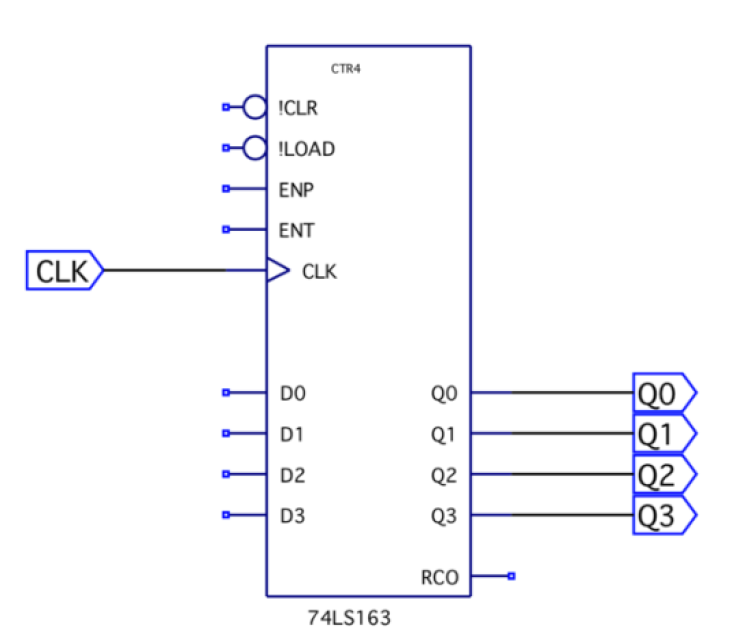 CTR4
!CLR
!LOAD
ENP
ENT
CLK CLK
D0 Q0 Q0
D1 Q1 Q1
D2 Q2 Q2
D3 Q3 Q3
RCO
74LS163